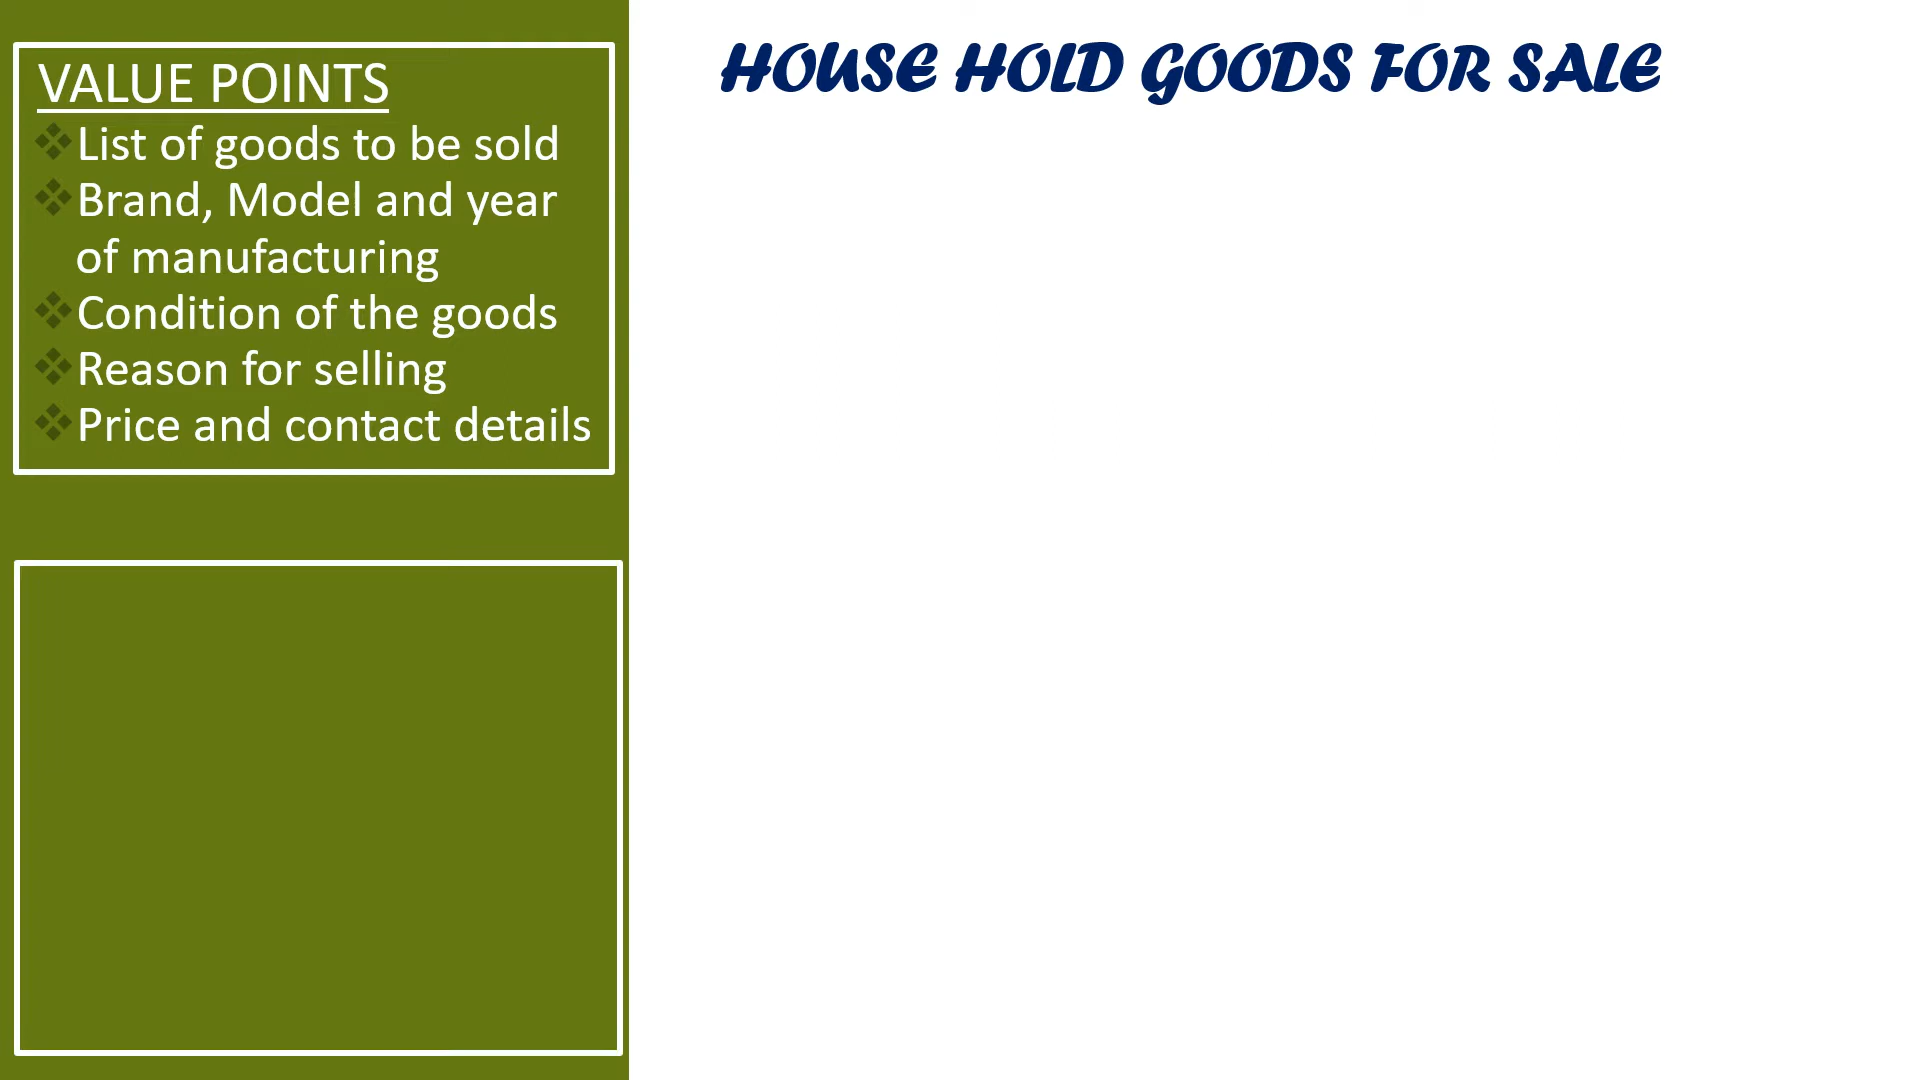 VALUE POINTS
List of goods to be sold
Brand, Model and year
of manufacturing
Condition of the goods
Reason for selling
Price and contact details
HOUSE HOLD GOODS FOR SALE